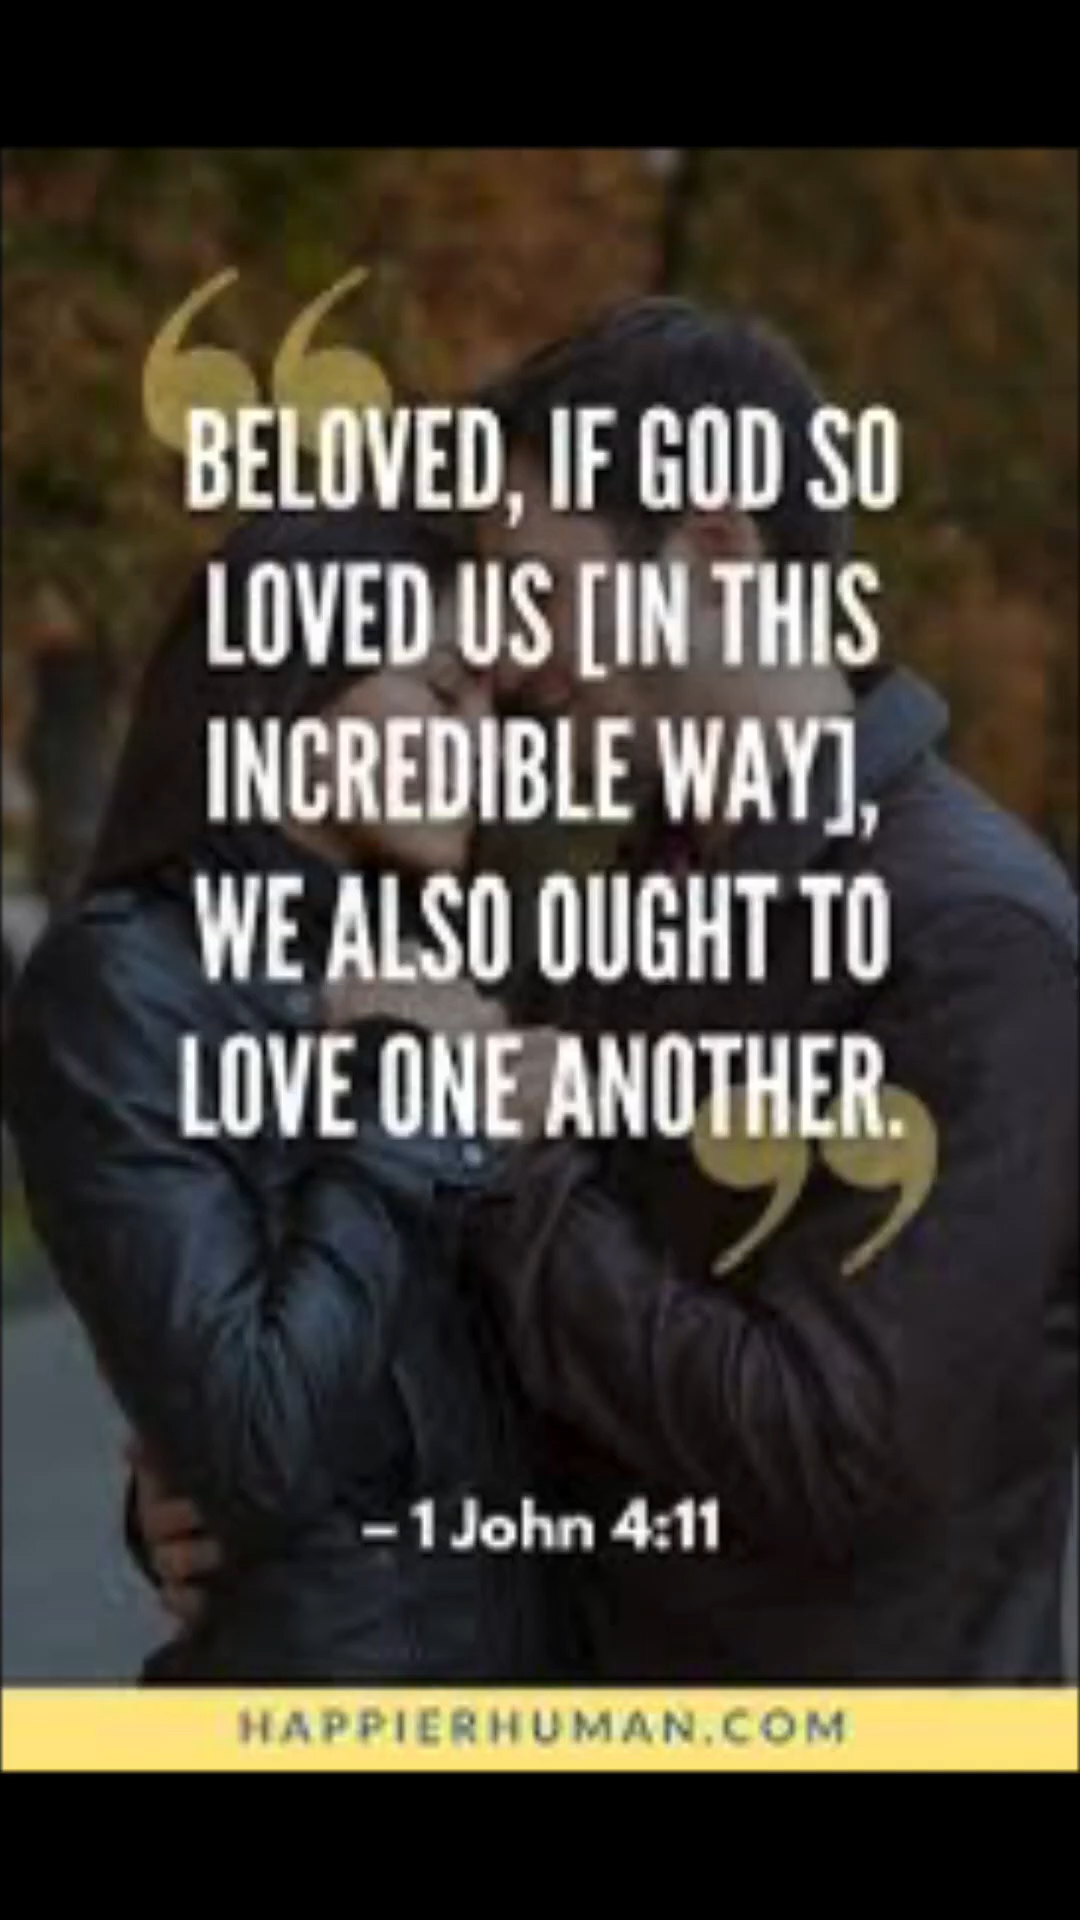 BELOVED, IF GOD SO
LOVED US [IN THIS
INCREDIBLE WAY],
WE ALSO OUGHT TO
LOVE ONE ANOTHER.
– 1 John 4:11
HAPPIERHUMAN.COM